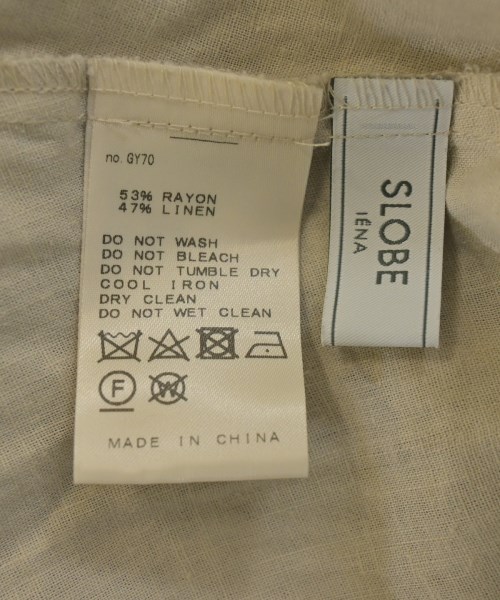 no. GY70
53% RAYON
47% LINEN
DO NOT WASH
DO NOT BLEACH
DO NOT TUMBLE DRY
COOL IRON
DRY CLEAN
DO NOT WET CLEAN
F W
MADE IN CHINA
SLOBE
IÉNA